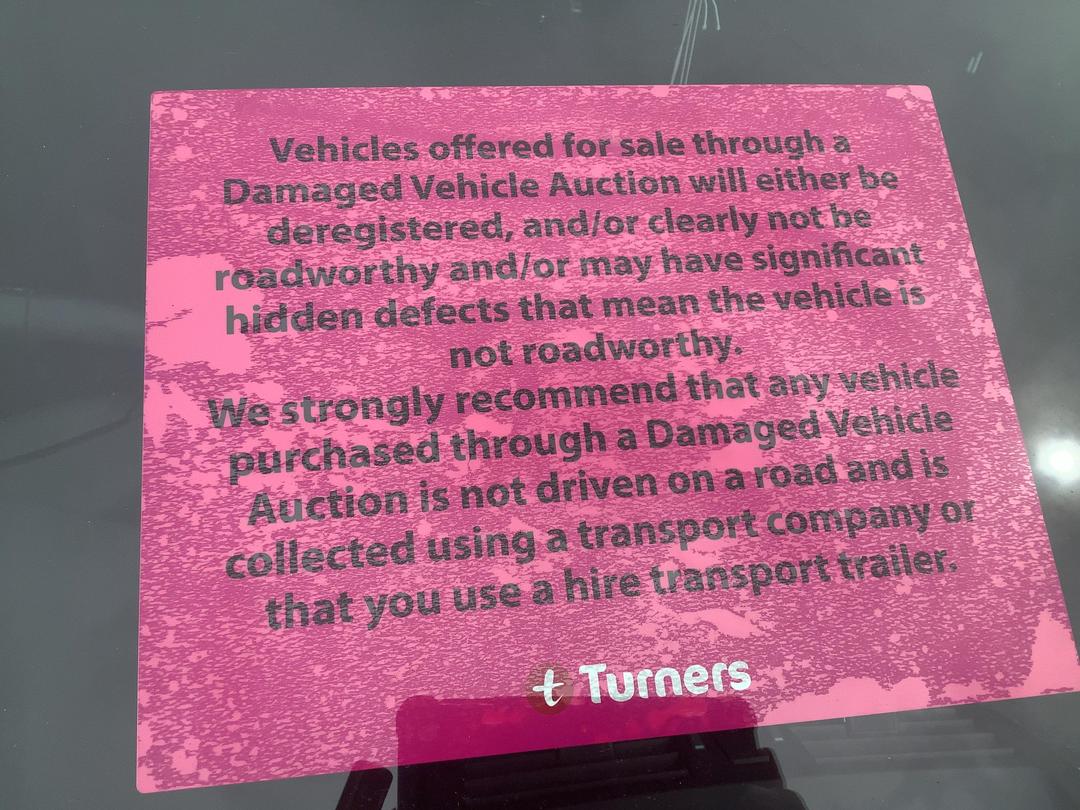 Vehicles offered for sale through a
Damaged Vehicle Auction will either be
deregistered, and/or clearly not be
roadworthy and/or may have significant
hidden defects that mean the vehicle is
not roadworthy.
We strongly recommend that any vehicle
purchased through a Damaged Vehicle
Auction is not driven on a road and is
collected using a transport company or
that you use a hire transport trailer.
t Turners